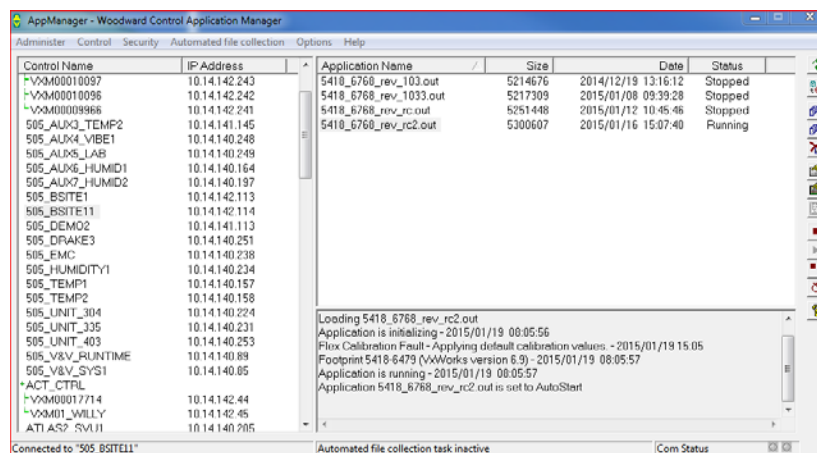 AppManager - Woodward Control Application Manager
Administer Control Security Automated file collection Options Help
Control Name IP Address
VXM00010097 10.14.142.243
VXM00010096 10.14.142.242
VXM00009966 10.14.142.241
505_AUX3_TEMP2 10.14.141.145
505_AUX4_VIBE1 10.14.140.248
505_AUX5_LAB 10.14.140.249
505_AUX6_HUMID1 10.14.140.164
505_AUX7_HUMID2 10.14.140.197
505_BSITE1 10.14.142.113
505_BSITE11 10.14.142.114
505_DEMO2 10.14.141.113
505_DRAKE3 10.14.140.251
505_EMC 10.14.140.238
505_HUMIDITY1 10.14.140.234
505_TEMP1 10.14.140.157
505_TEMP2 10.14.140.158
505_UNIT_304 10.14.140.224
505_UNIT_335 10.14.140.231
505_UNIT_403 10.14.140.253
505_V&V_RUNTIME 10.14.140.89
505_V&V_SYS1 10.14.140.85
ACT_CTRL
VXM00017714 10.14.142.44
VXM01_WILLY 10.14.142.45
ATLAS2_SVU1 10.14.140.205
Application Name Size Date Status
5418_6768_rev_103.out 5214676 2014/12/19 13:16:12 Stopped
5418_6768_rev_1033.out 5217309 2015/01/08 09:39:28 Stopped
5418_6768_rev_rc.out 5251448 2015/01/12 10:45:46 Stopped
5418_6768_rev_rc2.out 5300607 2015/01/16 15:07:40 Running
Loading 5418_6768_rev_rc2.out
Application is initializing - 2015/01/19 08:05:56
Flex Calibration Fault - Applying default calibration values. - 2015/01/19 15:05
Footprint 5418-6479 (VxWorks version 6.9) - 2015/01/19 08:05:57
Application is running - 2015/01/19 08:05:57
Application 5418_6768_rev_rc2.out is set to AutoStart
Connected to "505_BSITE11" Automated file collection task inactive Com Status